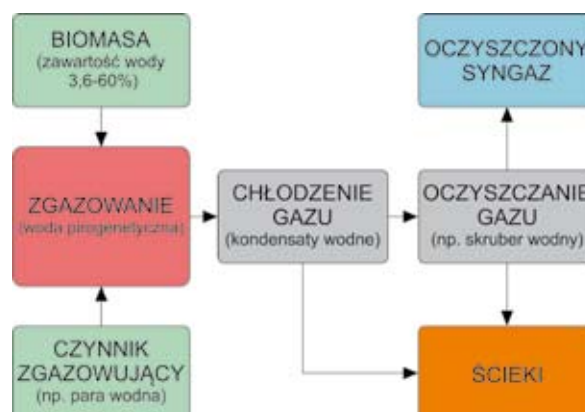 BIOMASA
(zawartość wody
3,6-60%)
OCZYSZCZONY
SYNGAZ
ZGAZOWANIE
(woda pirogenetyczna)
CHŁODZENIE
GAZU
(kondensaty wodne)
OCZYSZCZANIE
GAZU
(np. skruber wodny)
CZYNNIK
ZGAZOWUJĄCY
(np. para wodna)
ŚCIEKI